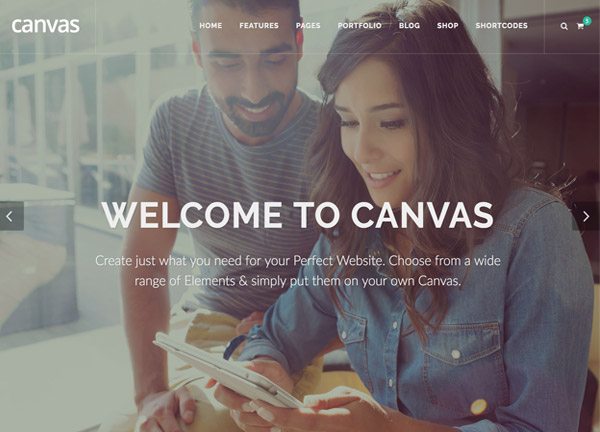 canvas
HOME FEATURES PAGES PORTFOLIO BLOG SHOP SHORTCODES
5
WELCOME TO CANVAS
Create just what you need for your Perfect Website. Choose from a wide
range of Elements & simply put them on your own Canvas.